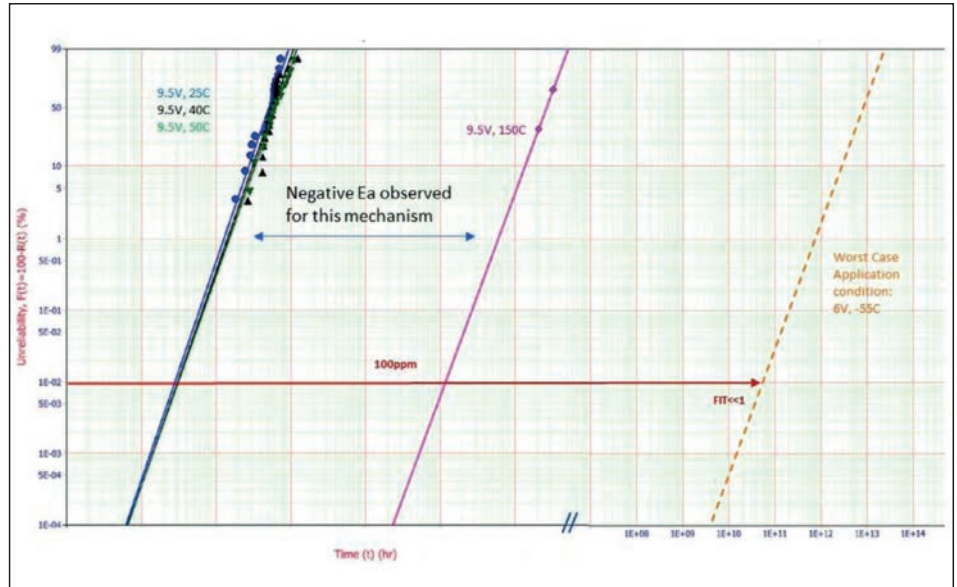 99
50
10
5
1
5E-01
1E-01
5E-02
1E-02
5E-03
1E-03
5E-04
1E-04
Unreliability, F(t)=100-R(t) (%)
9.5V, 25C
9.5V, 40C
9.5V, 50C
Negative Ea observed
for this mechanism
9.5V, 150C
Worst Case
Application
condition:
6V, -55C
100ppm
FIT<<1
1E+08
1E+09
1E+10
1E+11
1E+12
1E+13
1E+14
Time (t) (hr)